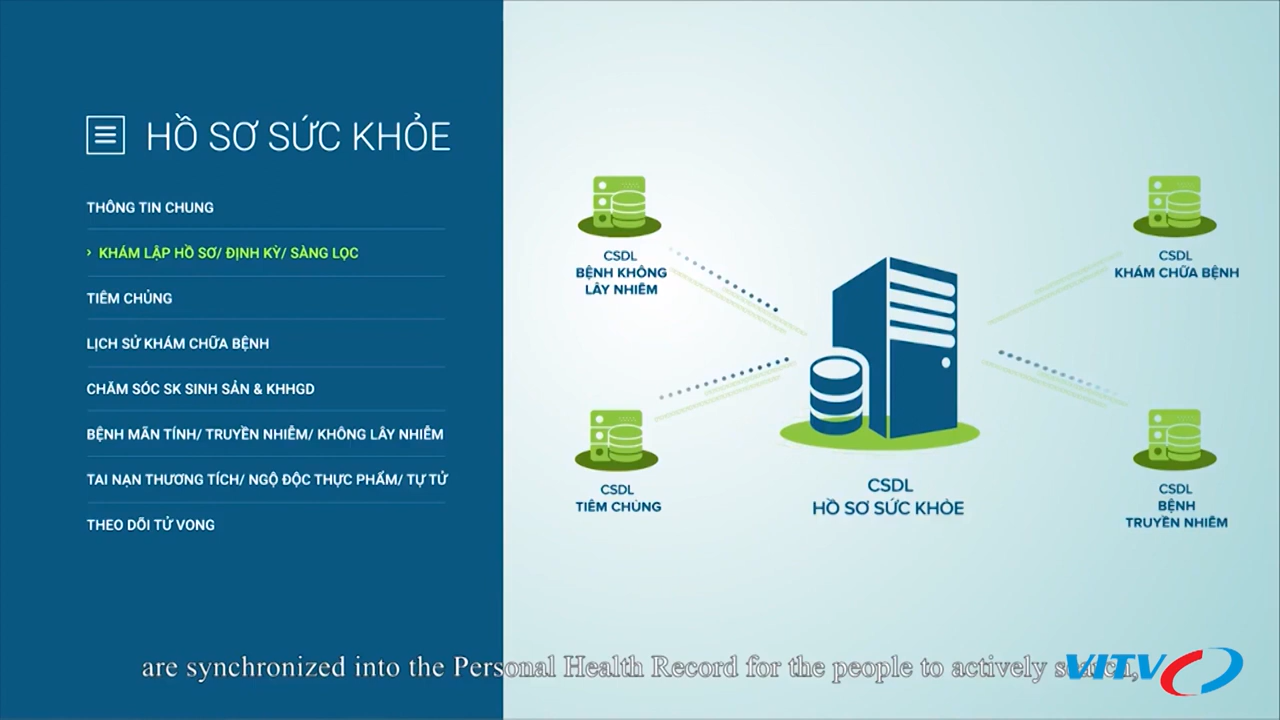 HỒ SƠ SỨC KHỎE
THÔNG TIN CHUNG
› KHÁM LẬP HỒ SƠ/ ĐỊNH KỲ/ SÀNG LỌC
TIÊM CHỦNG
LỊCH SỬ KHÁM CHỮA BỆNH
CHĂM SÓC SK SINH SẢN & KHHGD
BỆNH MÃN TÍNH/ TRUYỀN NHIỄM/ KHÔNG LÂY NHIỄM
TAI NẠN THƯƠNG TÍCH/ NGỘ ĐỘC THỰC PHẨM/ TỰ TỬ
THEO DÕI TỬ VONG
CSDL
BỆNH KHÔNG
LÂY NHIỄM
CSDL
KHÁM CHỮA BỆNH
CSDL
TIÊM CHỦNG
CSDL
HỒ SƠ SỨC KHỎE
CSDL
BỆNH
TRUYỀN NHIỄM
are synchronized into the Personal Health Record for the people to actively
VITV